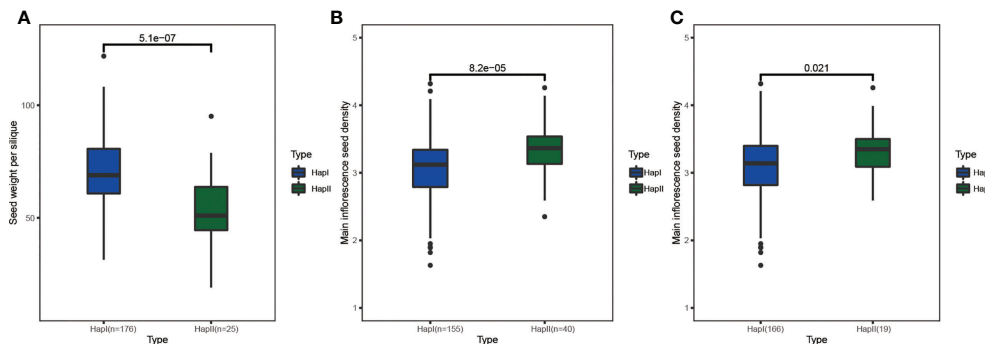 A
5.1e-07
Seed weight per silique
100
50
HapI(n=176)
HapII(n=25)
Type
Type
HapI
HapII
B
8.2e-05
Main inflorescence seed density
5
4
3
2
1
HapI(n=155)
HapII(n=40)
Type
Type
HapI
HapII
C
0.021
Main inflorescence seed density
5
4
3
2
1
HapI(166)
HapII(19)
Type
Type
Hap
Hap